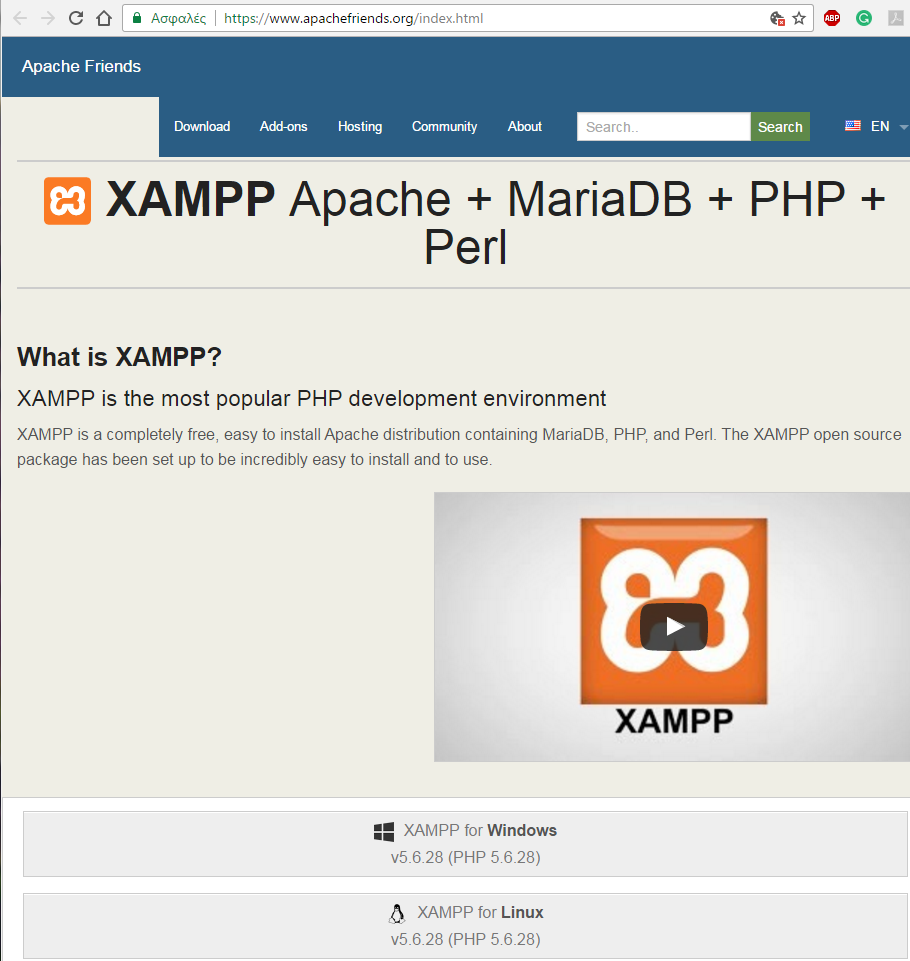 Ασφαλές https://www.apachefriends.org/index.html ABP
Apache Friends
Download Add-ons Hosting Community About Search.. Search EN
XAMPP Apache + MariaDB + PHP +
Perl
What is XAMPP?
XAMPP is the most popular PHP development environment
XAMPP is a completely free, easy to install Apache distribution containing MariaDB, PHP, and Perl. The XAMPP open source
package has been set up to be incredibly easy to install and to use.
XAMPP
XAMPP for Windows
v5.6.28 (PHP 5.6.28)
XAMPP for Linux
v5.6.28 (PHP 5.6.28)